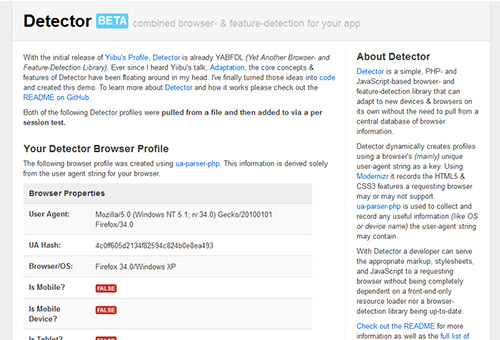 Detector BETA combined browser- & feature-detection for your app
With the initial release of Yiibu's Profile, Detector is already YABFDL (Yet Another Browser- and
Feature-Detection Library). Ever since I heard Yiibu's talk, Adaptation, the core concepts &
features of Detector have been floating around in my head. I've finally turned those ideas into code
and created this demo. To learn more about Detector and how it works please check out the
README on GitHub.
Both of the following Detector profiles were pulled from a file and then added to via a per
session test.
Your Detector Browser Profile
The following browser profile was created using ua-parser-php. This information is derived solely
from the user agent string for your browser.
Browser Properties
User Agent: Mozilla/5.0 (Windows NT 5.1; rv:34.0) Gecko/20100101
Firefox/34.0
UA Hash: 4c0ff605d2134f82594c824b0e8ea493
Browser/OS: Firefox 34.0/Windows XP
Is Mobile? FALSE
Is Mobile
Device? FALSE
Is Tablet?
About Detector
Detector is a simple, PHP- and
JavaScript-based browser- and
feature-detection library that can
adapt to new devices & browsers on
its own without the need to pull from a
central database of browser
information.
Detector dynamically creates profiles
using a browser's (mainly) unique
user-agent string as a key. Using
Modernizr it records the HTML5 &
CSS3 features a requesting browser
may or may not support.
ua-parser-php is used to collect and
record any useful information (like OS
or device name) the user-agent string
may contain.
With Detector a developer can serve
the appropriate markup, stylesheets,
and JavaScript to a requesting
browser without being completely
dependent on a front-end-only
resource loader nor a browser-
detection library being up-to-date.
Check out the README for more
information as well as the full list of